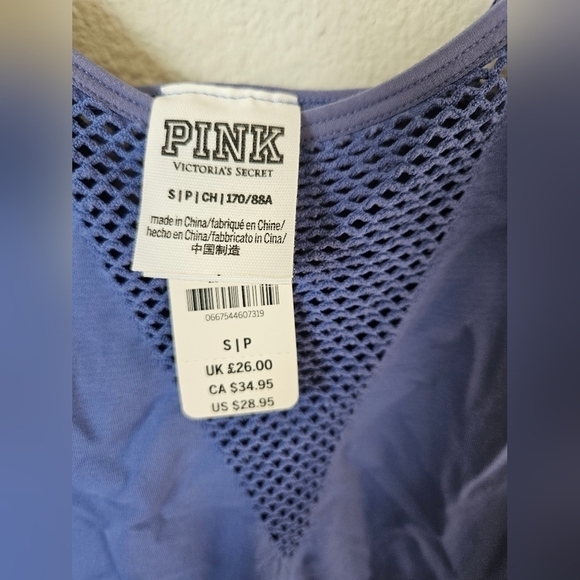 PINK
VICTORIA'S SECRET
S | P | CH | 170/88A
made in China/fabriqué en Chine/
hecho en China/fabbricato in Cina/
中国制造
0667544607319
S | P
UK £26.00
CA $34.95
US $28.95